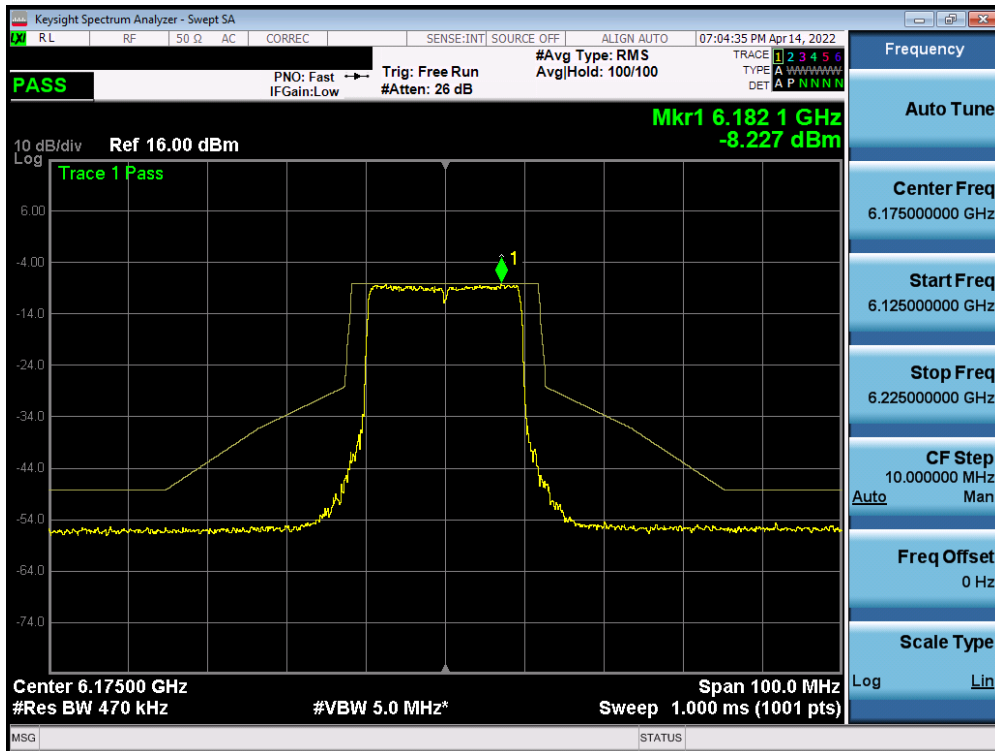 Keysight Spectrum Analyzer - Swept SA
LXI RL RF 50 Ω AC CORREC SENSE:INT SOURCE OFF ALIGN AUTO 07:04:35 PM Apr 14, 2022
#Avg Type: RMS TRACE 1 2 3 4 5 6
PNO: Fast Trig: Free Run Avg|Hold: 100/100 TYPE A WWWWW
PASS IFGain:Low #Atten: 26 dB DET A P N N N N
Mkr1 6.182 1 GHz
-8.227 dBm
10 dB/div Ref 16.00 dBm
Log
Trace 1 Pass
6.00
1
-4.00
-14.0
-24.0
-34.0
-44.0
-54.0
-64.0
-74.0
Center 6.17500 GHz Span 100.0 MHz
#Res BW 470 kHz #VBW 5.0 MHz* Sweep 1.000 ms (1001 pts)
MSG STATUS
Frequency
Auto Tune
Center Freq
6.175000000 GHz
Start Freq
6.125000000 GHz
Stop Freq
6.225000000 GHz
CF Step
10.000000 MHz
Auto Man
Freq Offset
0 Hz
Scale Type
Log Lin